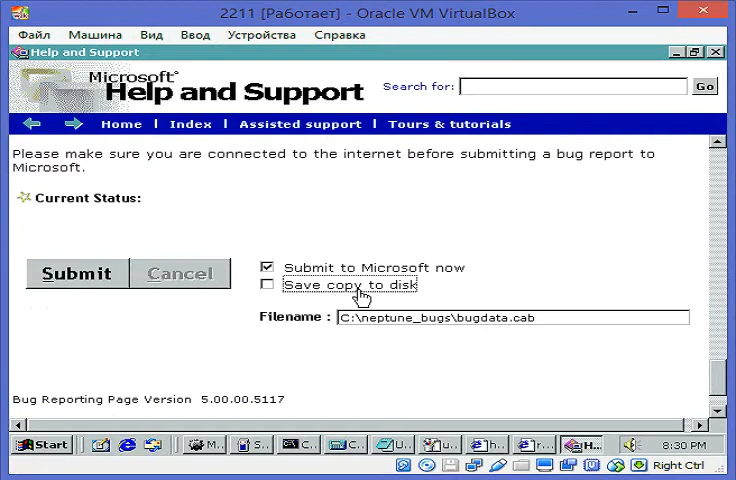 2211 [Работает] - Oracle VM VirtualBox
Файл Машина Вид Ввод Устройства Справка
Help and Support
Microsoft®
Help and Support
Search for:
Go
Home | Index | Assisted support | Tours & tutorials
Please make sure you are connected to the internet before submitting a bug report to
Microsoft.
Current Status:
Submit Cancel
Submit to Microsoft now
Save copy to disk
Filename : C:\neptune_bugs\bugdata.cab
Bug Reporting Page Version 5.00.00.5117
Start M... S... C... C... U... u... h... r... H... 8:30 PM
Right Ctrl